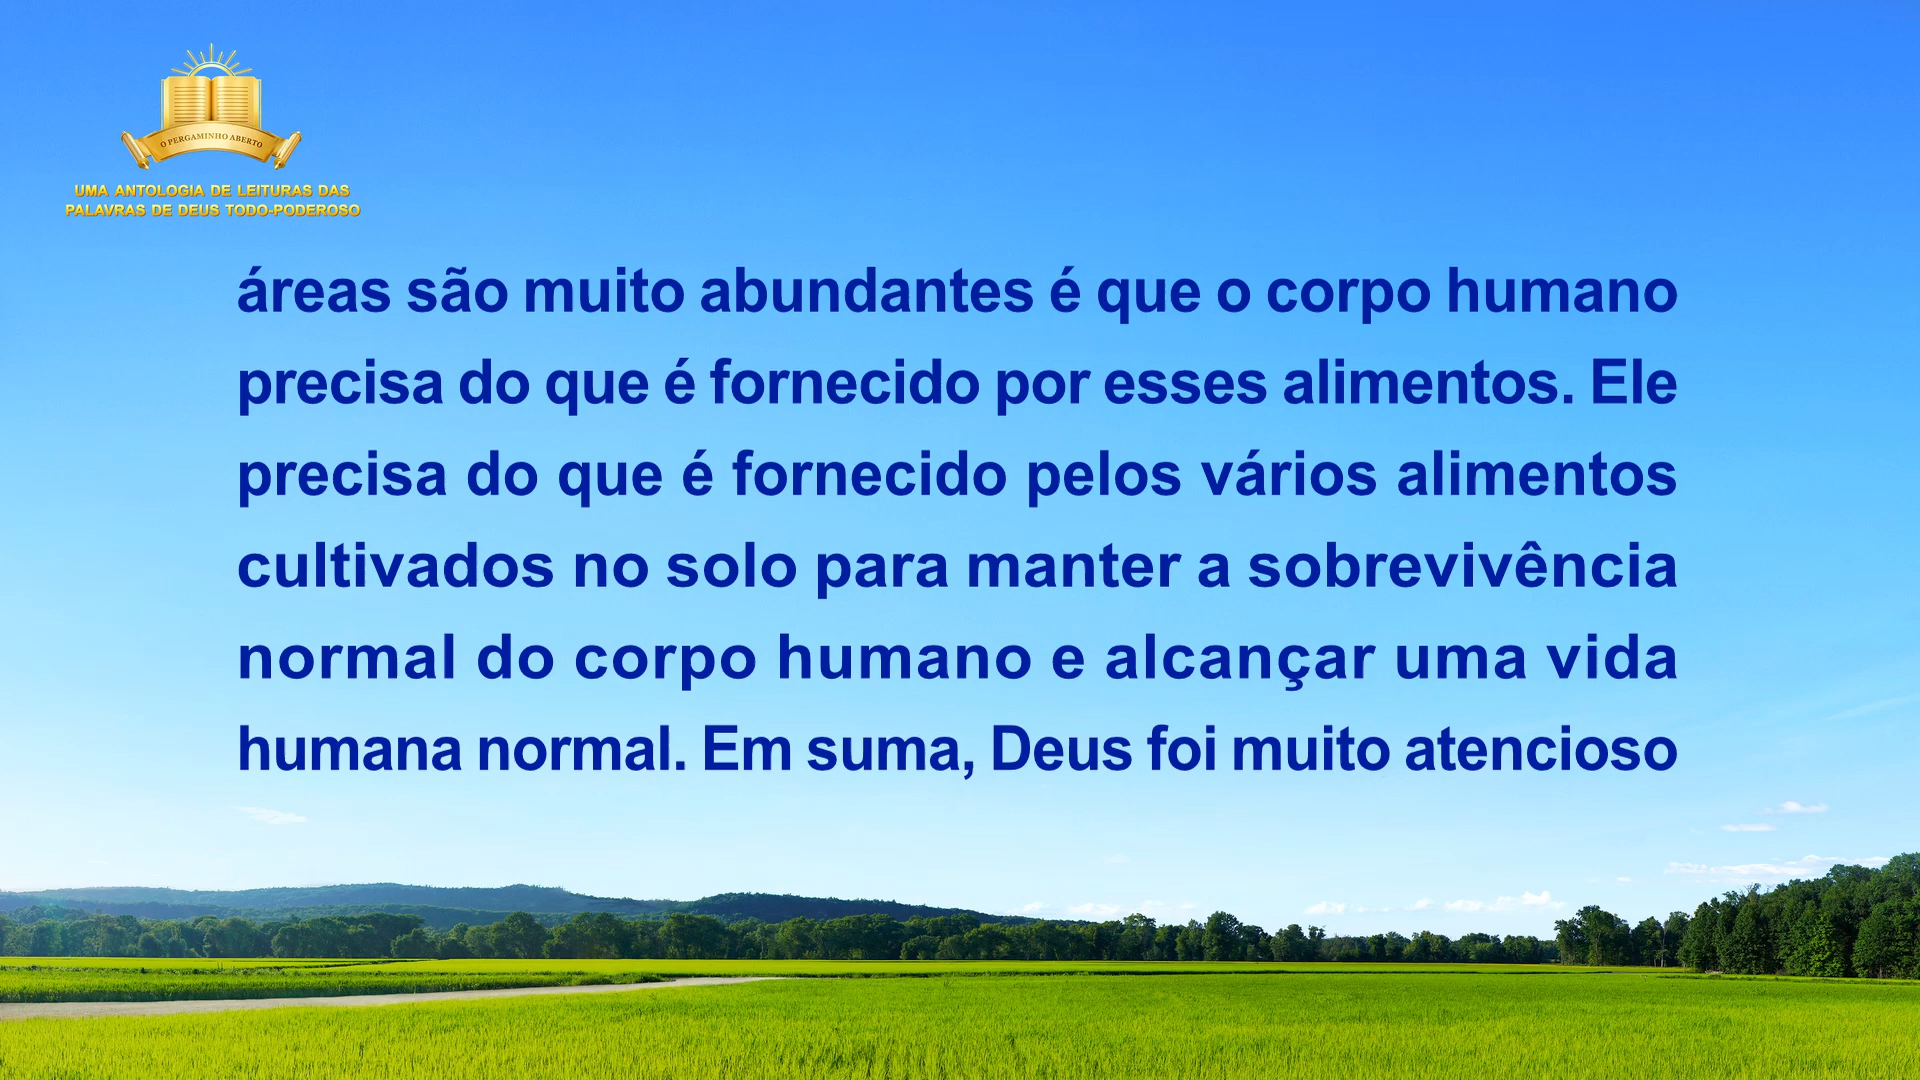 O PERGAMINHO ABERTO
UMA ANTOLOGIA DE LEITURAS DAS
PALAVRAS DE DEUS TODO-PODEROSO
áreas são muito abundantes é que o corpo humano
precisa do que é fornecido por esses alimentos. Ele
precisa do que é fornecido pelos vários alimentos
cultivados no solo para manter a sobrevivência
normal do corpo humano e alcançar uma vida
humana normal. Em suma, Deus foi muito atencioso